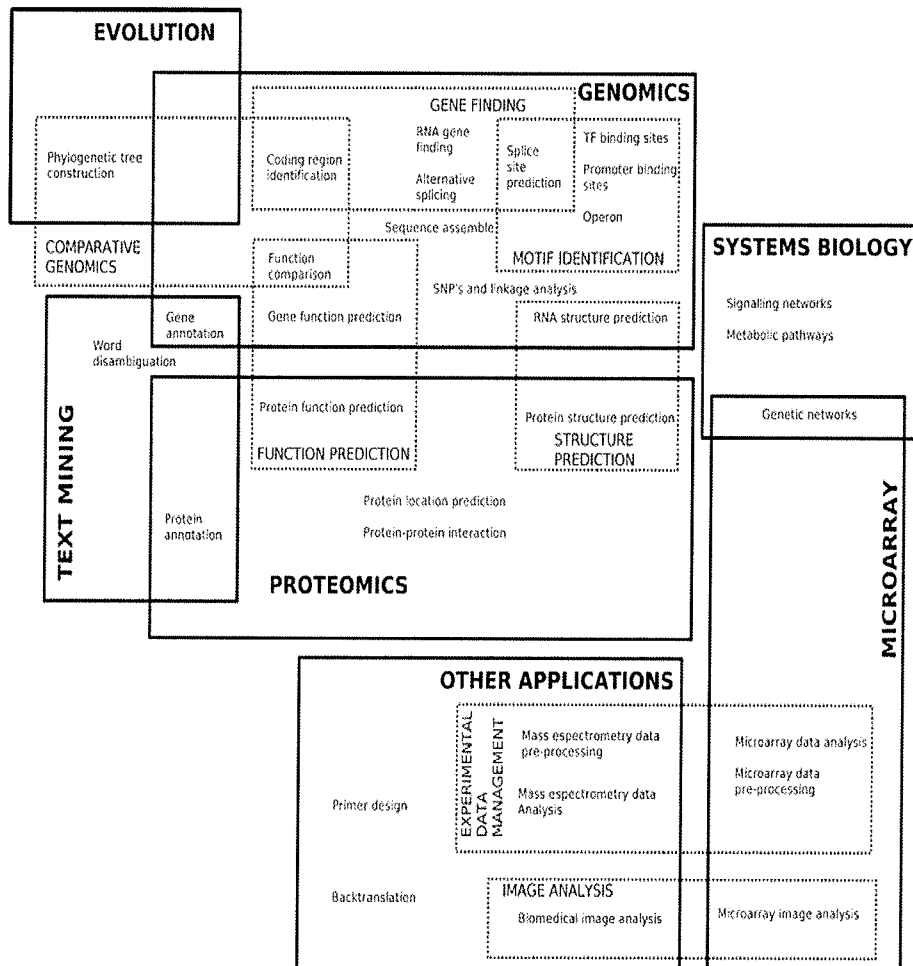 EVOLUTION
GENOMICS
GENE FINDING
RNA gene
finding
Alternative
splicing
Splice
site
prediction
TF binding sites
Promoter binding
sites
Operon
Phylogenetic tree
construction
Coding region
identification
Sequence assemble
MOTIF IDENTIFICATION
COMPARATIVE
GENOMICS
Function
comparison
SNP's and linkage analysis
Gene
annotation
Gene function prediction
RNA structure prediction
Word
disambiguation
SYSTEMS BIOLOGY
Signalling networks
Metabolic pathways
Genetic networks
Protein function prediction
FUNCTION PREDICTION
Protein structure prediction
STRUCTURE
PREDICTION
TEXT MINING
Protein
annotation
Protein location prediction
Protein-protein interaction
PROTEOMICS
MICROARRAY
OTHER APPLICATIONS
EXPERIMENTAL
DATA
MANAGEMENT
Mass espectrometry data
pre-processing
Mass espectrometry data
Analysis
Microarray data analysis
Microarray data
pre-processing
Primer design
Backtranslation
IMAGE ANALYSIS
Biomedical image analysis
Microarray image analysis